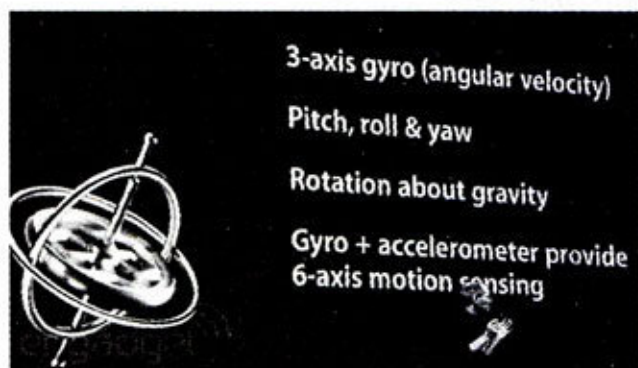 3-axis gyro (angular velocity)
Pitch, roll & yaw
Rotation about gravity
Gyro + accelerometer provide
6-axis motion sensing